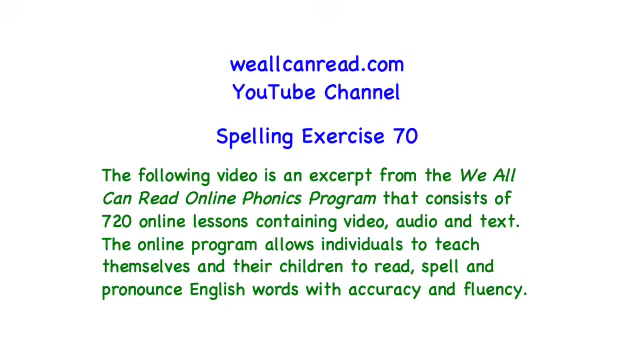 weallcanread.com
YouTube Channel
Spelling Exercise 70
The following video is an excerpt from the We All
Can Read Online Phonics Program that consists of
720 online lessons containing video, audio and text.
The online program allows individuals to teach
themselves and their children to read, spell and
pronounce English words with accuracy and fluency.